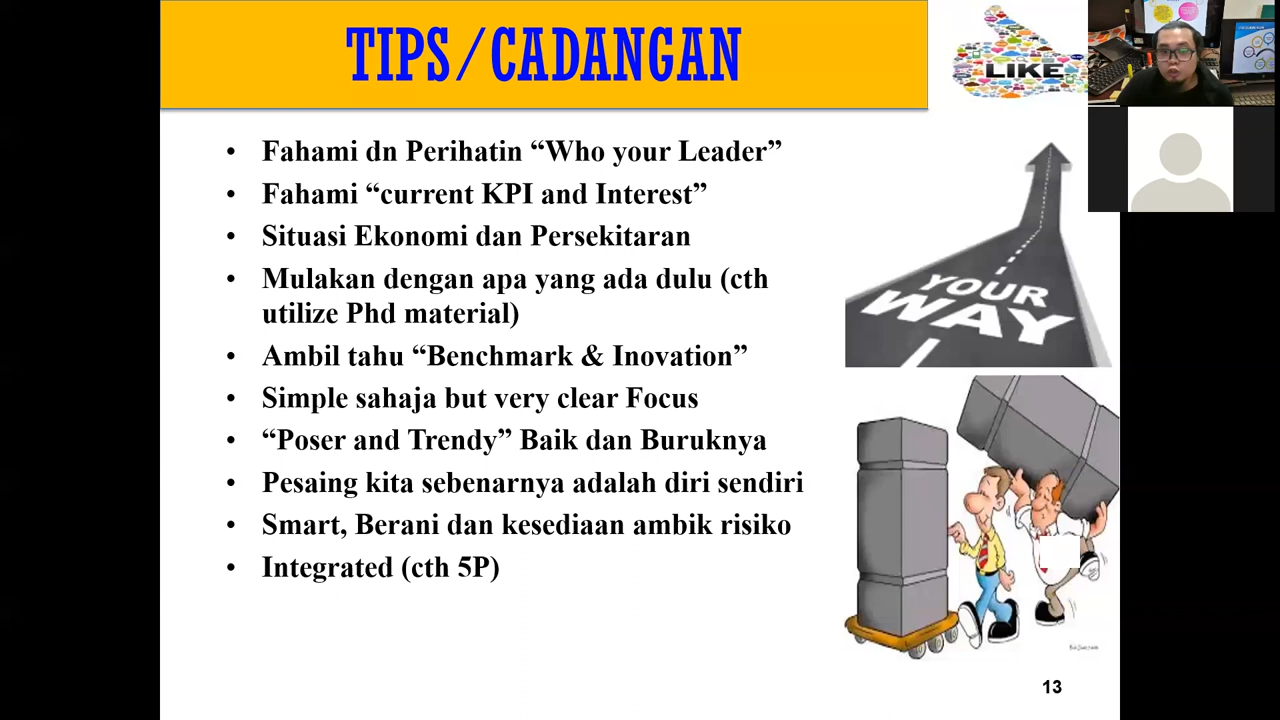 TIPS/CADANGAN
LIKE
• Fahami dn Perihatin “Who your Leader”
• Fahami “current KPI and Interest”
• Situasi Ekonomi dan Persekitaran
• Mulakan dengan apa yang ada dulu (cth
utilize Phd material)
• Ambil tahu “Benchmark & Inovation”
• Simple sahaja but very clear Focus
• “Poser and Trendy” Baik dan Buruknya
• Pesaing kita sebenarnya adalah diri sendiri
• Smart, Berani dan kesediaan ambik risiko
• Integrated (cth 5P)
YOUR
WAY
13